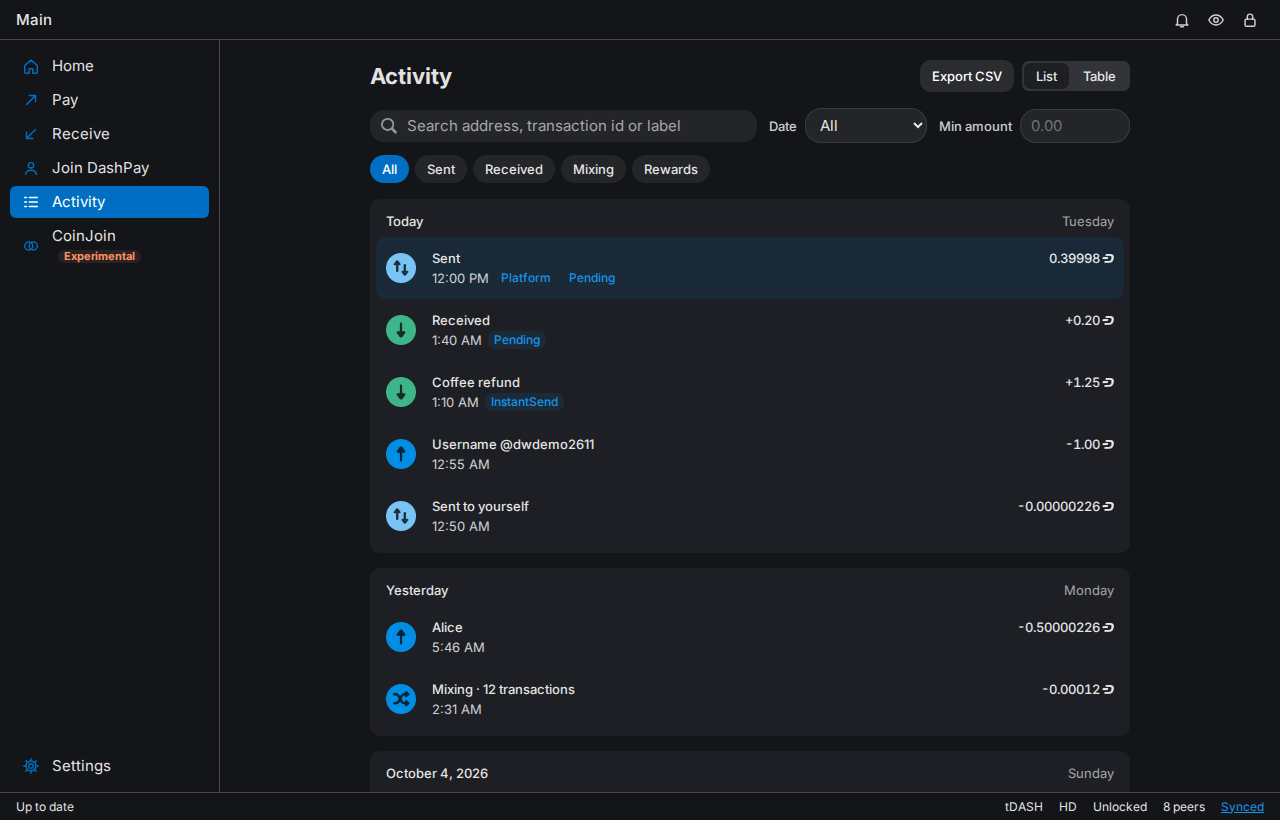 Main
Home
Pay
Receive
Join DashPay
Activity
CoinJoin
Experimental
Settings
Activity
Export CSV
List
Table
Search address, transaction id or label
Date
All
Min amount
0.00
All
Sent
Received
Mixing
Rewards
Today
Tuesday
Sent
0.39998
12:00 PM Platform Pending
Received
+0.20
1:40 AM Pending
Coffee refund
+1.25
1:10 AM InstantSend
Username @dwdemo2611
-1.00
12:55 AM
Sent to yourself
-0.00000226
12:50 AM
Yesterday
Monday
Alice
-0.50000226
5:46 AM
Mixing · 12 transactions
-0.00012
2:31 AM
October 4, 2026
Sunday
Up to date
tDASH
HD
Unlocked
8 peers
Synced